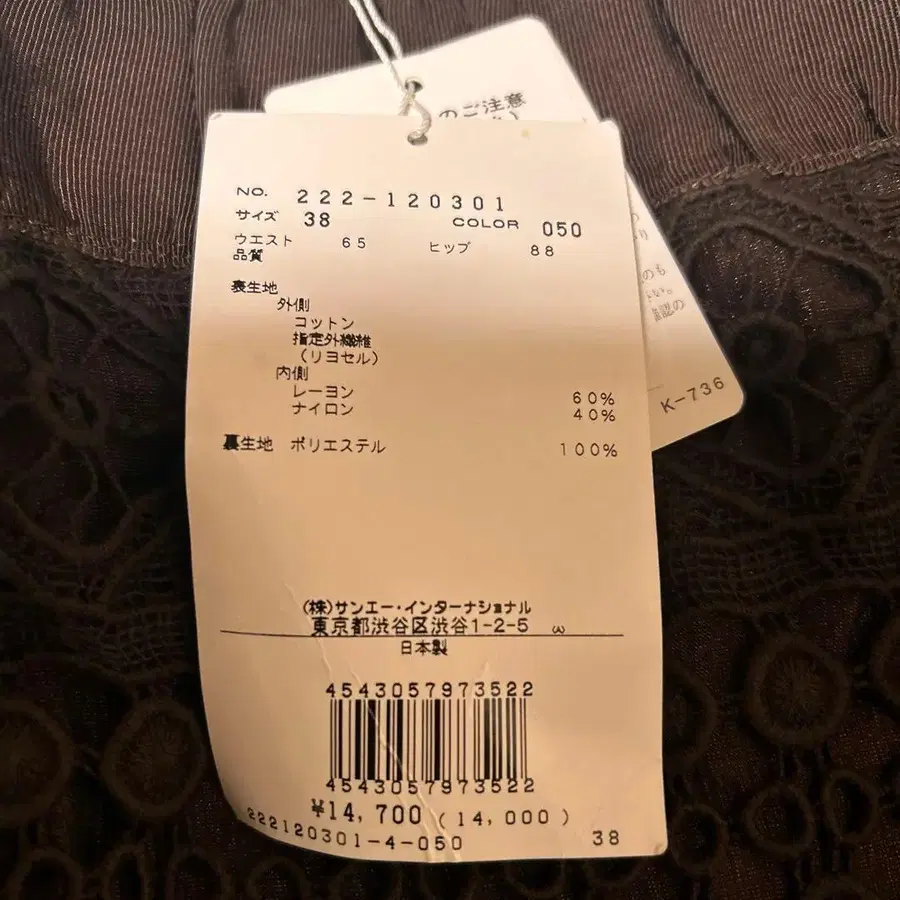 のご注意
NO. 222-120301
サイズ 38 COLOR 050
ウエスト 65 ヒップ 88
品質
表生地
外側
コットン
指定外繊維
(リヨセル)
内側
レーヨン 60%
ナイロン 40%
裏生地 ポリエステル 100%
(株)サンエー・インターナショナル
東京都渋谷区渋谷1-2-5 ω
日本製
4543057973522
4543057973522
¥14,700 (14,000)
222120301-4-050 38
のも
い。
認の
K-736